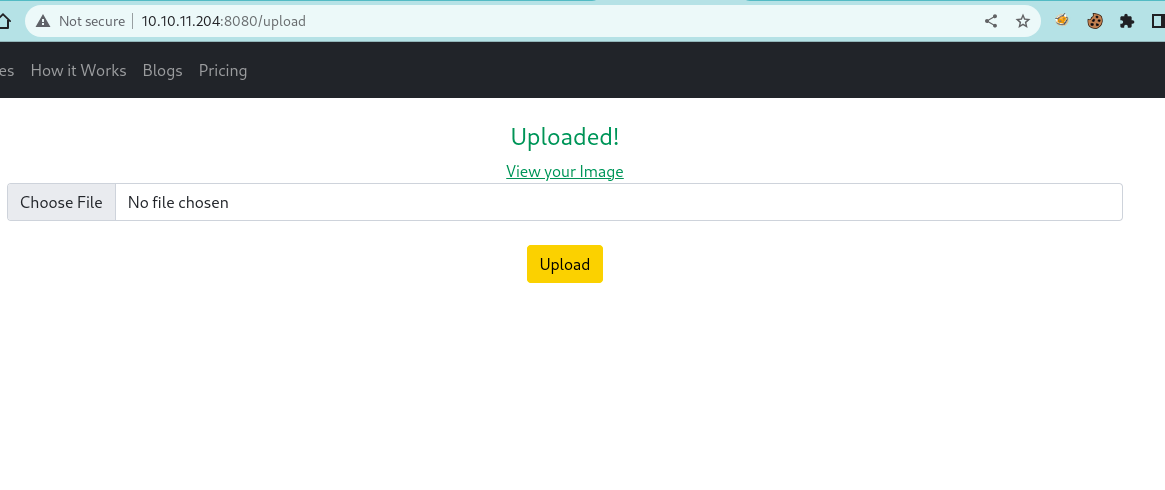 Not secure 10.10.11.204:8080/upload
es How it Works Blogs Pricing
Uploaded!
View your Image
Choose File No file chosen
Upload